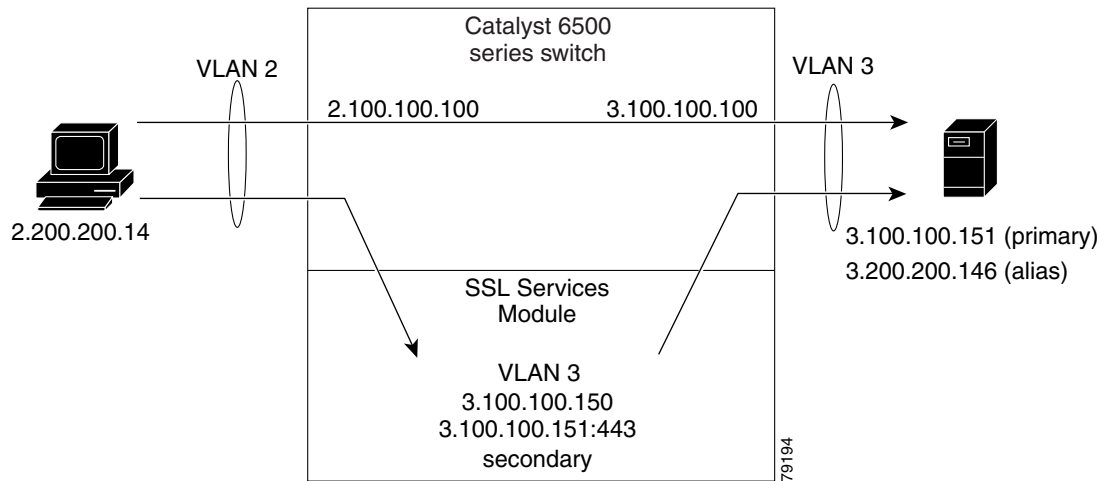 Catalyst 6500
series switch
VLAN 2
VLAN 3
2.100.100.100
3.100.100.100
2.200.200.14
3.100.100.151 (primary)
3.200.200.146 (alias)
SSL Services
Module
VLAN 3
3.100.100.150
3.100.100.151:443
secondary
79194